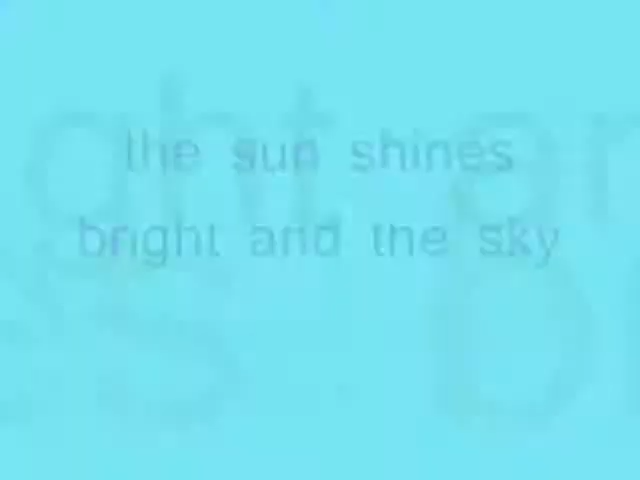 the sun shines
bright and the sky